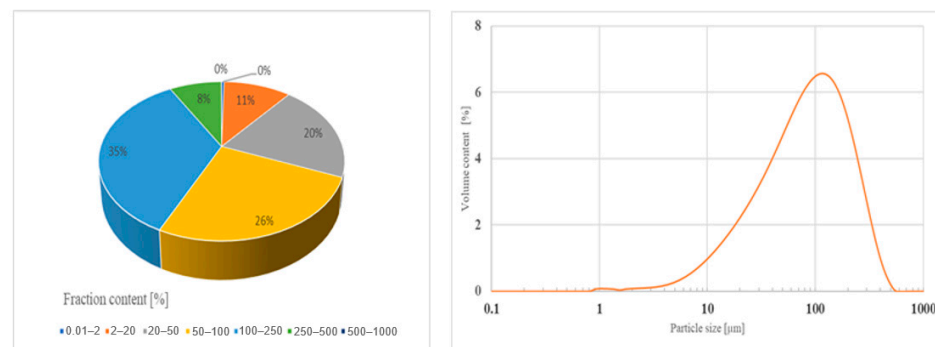 0%
0%
8%
11%
20%
35%
26%
Fraction content [%]
0.01–2 2–20 20–50 50–100 100–250 250–500 500–1000
8
6
4
2
0
Volume content [%]
0.1 1 10 100 1000
Particle size [µm]